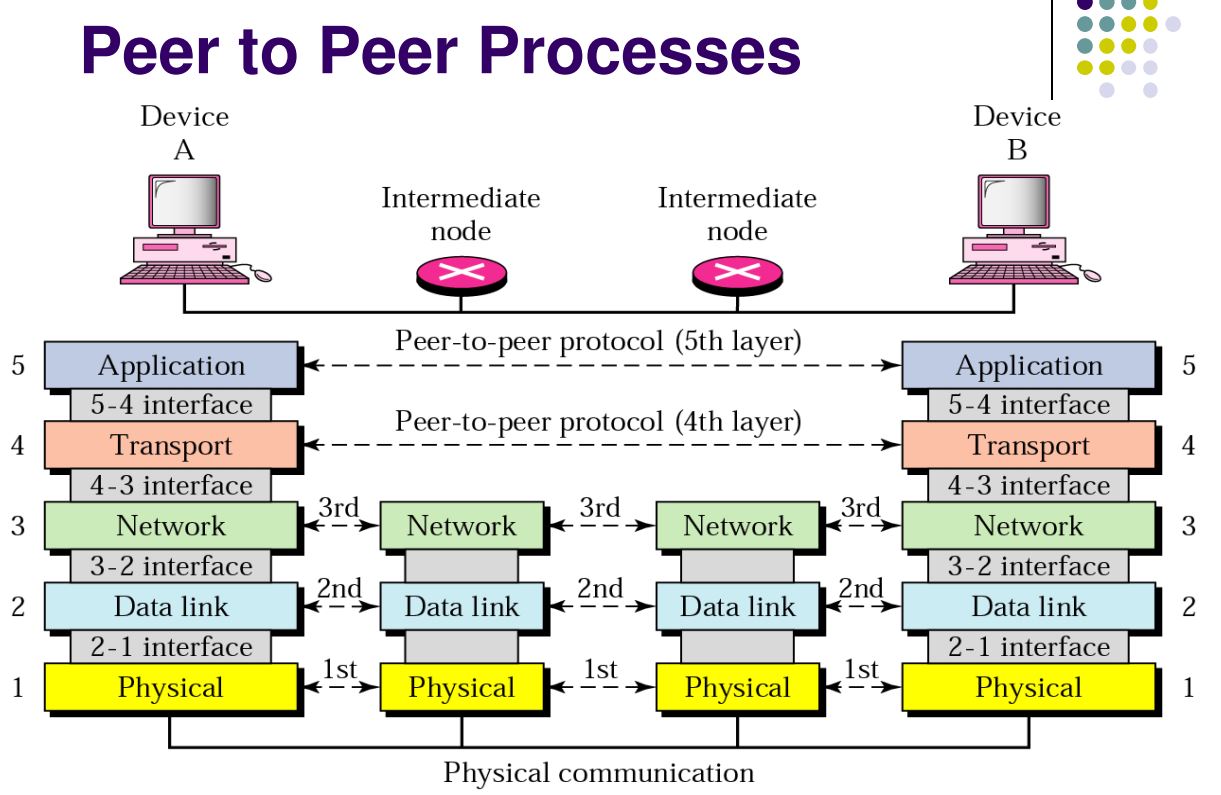 Peer to Peer Processes
Device
A
Device
B
Intermediate
node
Intermediate
node
Peer-to-peer protocol (5th layer)
5 Application Application 5
5-4 interface 5-4 interface
Peer-to-peer protocol (4th layer)
4 Transport Transport 4
4-3 interface 4-3 interface
3rd 3rd 3rd
3 Network Network Network Network 3
3-2 interface 3-2 interface
2nd 2nd 2nd
2 Data link Data link Data link Data link 2
2-1 interface 2-1 interface
1st 1st 1st
1 Physical Physical Physical Physical 1
Physical communication